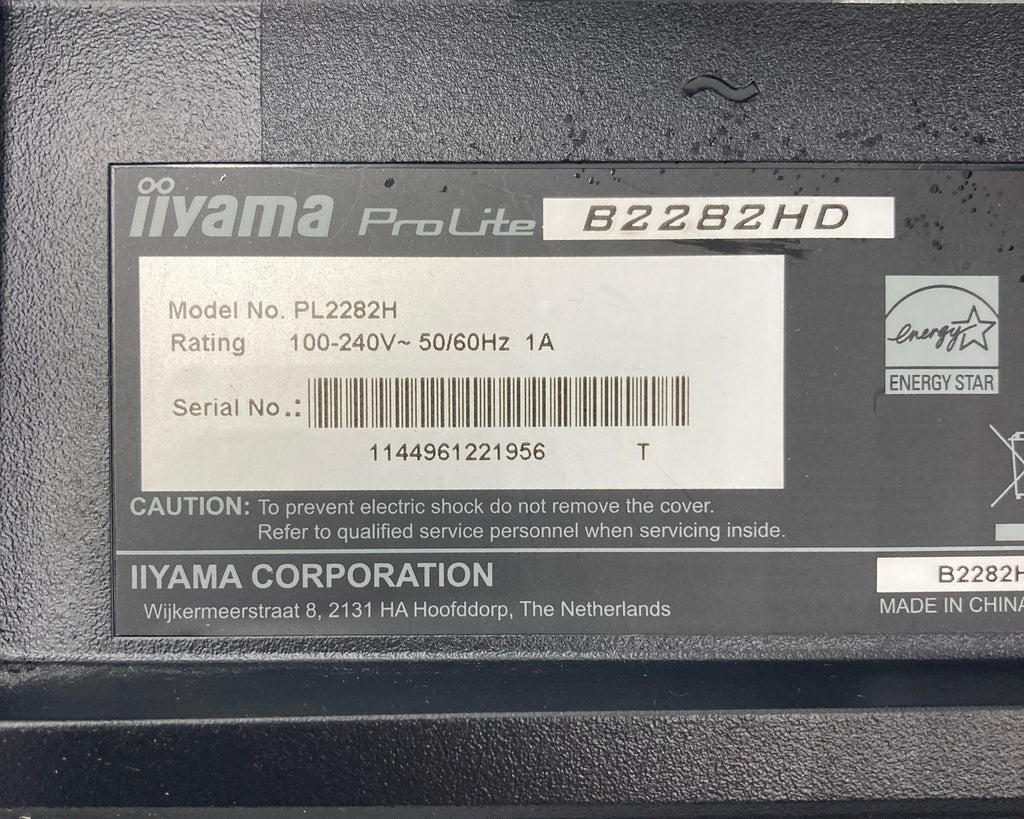 iiyama ProLite B2282HD
Model No. PL2282H
Rating 100-240V~ 50/60Hz 1A
Serial No.:
1144961221956 T
energy
ENERGY STAR
CAUTION: To prevent electric shock do not remove the cover.
Refer to qualified service personnel when servicing inside.
IIYAMA CORPORATION
Wijkermeerstraat 8, 2131 HA Hoofddorp, The Netherlands
B2282H
MADE IN CHINA